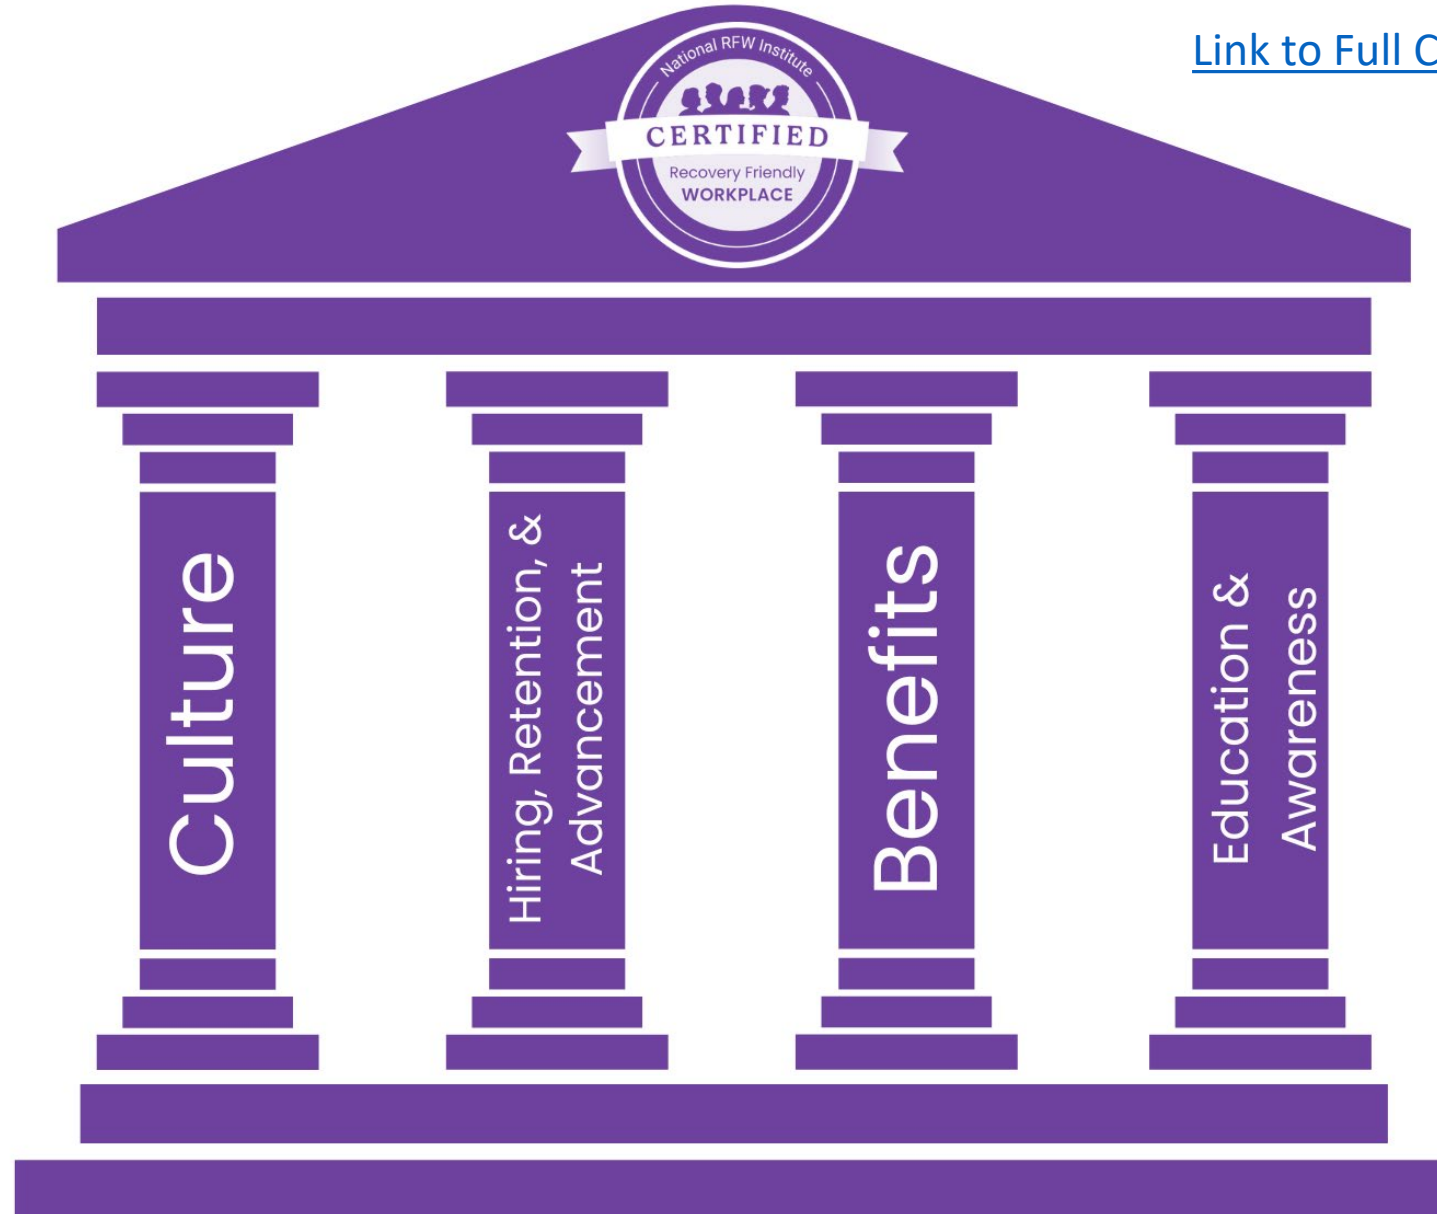 Link to Full C
National RFW Institute
CERTIFIED
Recovery Friendly
WORKPLACE
Culture
Hiring, Retention, &
Advancement
Benefits
Education &
Awareness